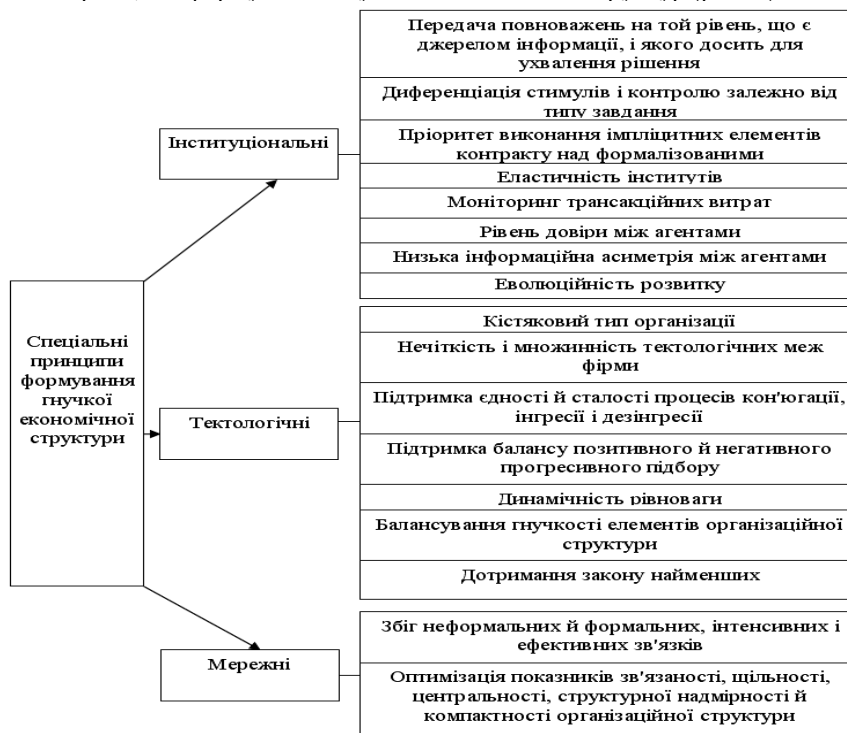 Передача повноважень на той рівень, що є
джерелом інформації, і якого досить для
ухвалення рішення
Диференціація стимулів і контролю залежно від
типу завдання
Інституціональні
Пріоритет виконання імпліцитних елементів
контракту над формалізованими
Еластичність інститутів
Моніторинг трансакційних витрат
Рівень довіри між агентами
Низька інформаційна асиметрія між агентами
Еволюційність розвитку
Спеціальні
принципи
формування
гнучкої
економічної
структури
Кістяковий тип організації
Нечіткість і множинність тектологічних меж
фірми
Тектологічні
Підтримка єдності й сталості процесів кон'югації,
інгресії і дезінгресії
Підтримка балансу позитивного й негативного
прогресивного підбору
Динамічність рівноваги
Балансування гнучкості елементів організаційної
структури
Дотримання закону найменших
Мережні
Збіг неформальних й формальних, інтенсивних і
ефективних зв'язків
Оптимізація показників зв'язаності, щільності,
центральності, структурної надмірності й
компактності організаційної структури